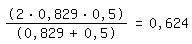 (2·0,829·0,5)
(0,829 + 0,5) = 0,624